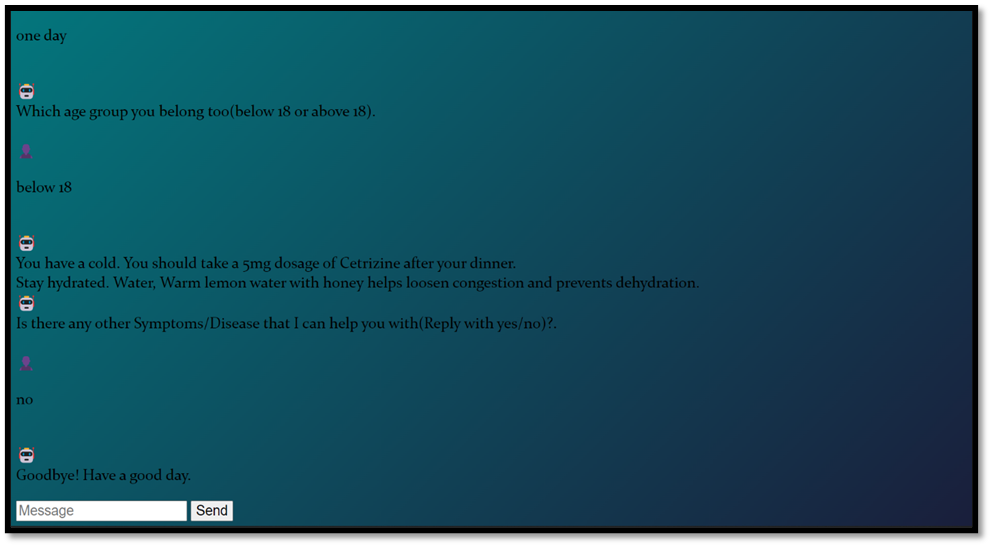 one day
Which age group you belong too(below 18 or above 18).
below 18
You have a cold. You should take a 5mg dosage of Cetrizine after your dinner.
Stay hydrated. Water, Warm lemon water with honey helps loosen congestion and prevents dehydration.
Is there any other Symptoms/Disease that I can help you with(Reply with yes/no)?.
no
Goodbye! Have a good day.
Message Send